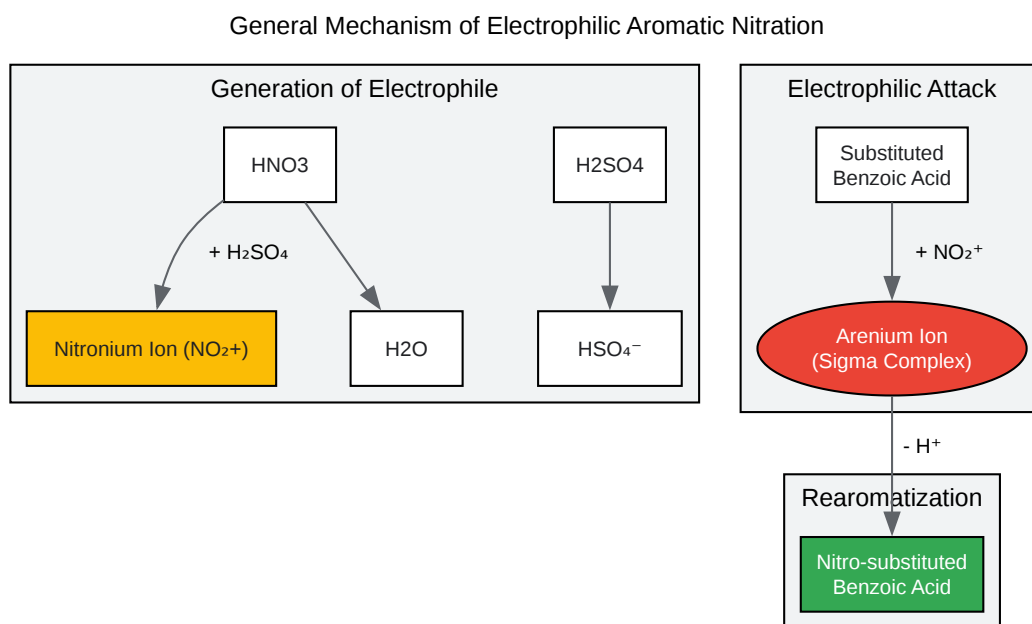 General Mechanism of Electrophilic Aromatic Nitration
Generation of Electrophile
HNO3
H2SO4
+ H₂SO₄
Nitronium Ion (NO₂+)
H2O
HSO₄⁻
Electrophilic Attack
Substituted
Benzoic Acid
+ NO₂⁺
Arenium Ion
(Sigma Complex)
- H⁺
Rearomatization
Nitro-substituted
Benzoic Acid